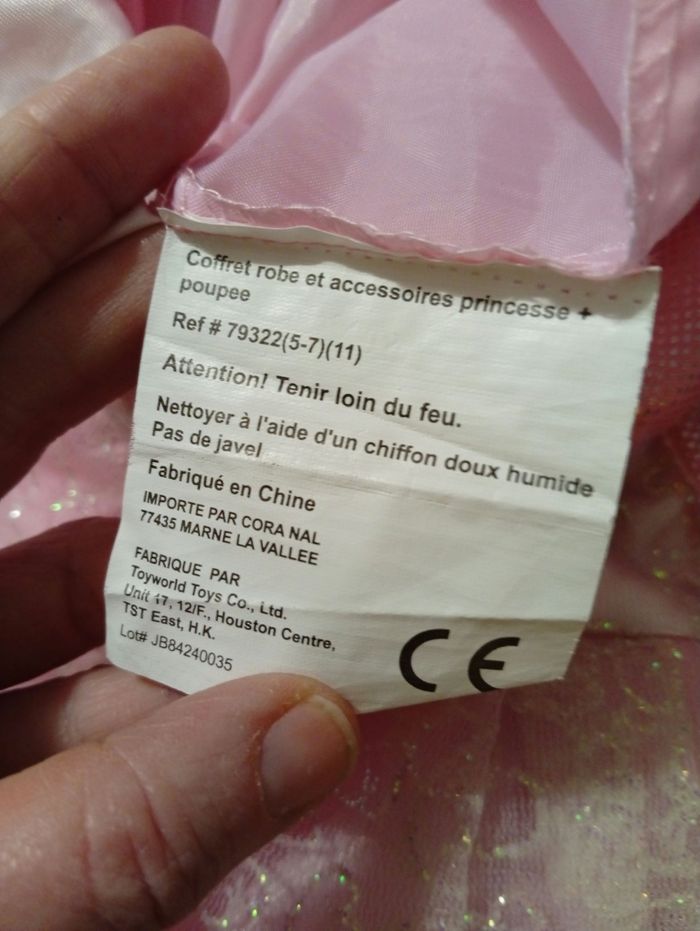 Coffret robe et accessoires princesse +
poupee
Ref # 79322(5-7)(11)
Attention! Tenir loin du feu.
Nettoyer à l'aide d'un chiffon doux humide
Pas de javel
Fabriqué en Chine
IMPORTE PAR CORA NAL
77435 MARNE LA VALLEE
FABRIQUE PAR
Toyworld Toys Co., Ltd.
Unit 17, 12/F., Houston Centre,
TST East, H.K.
Lot# JB84240035
CE